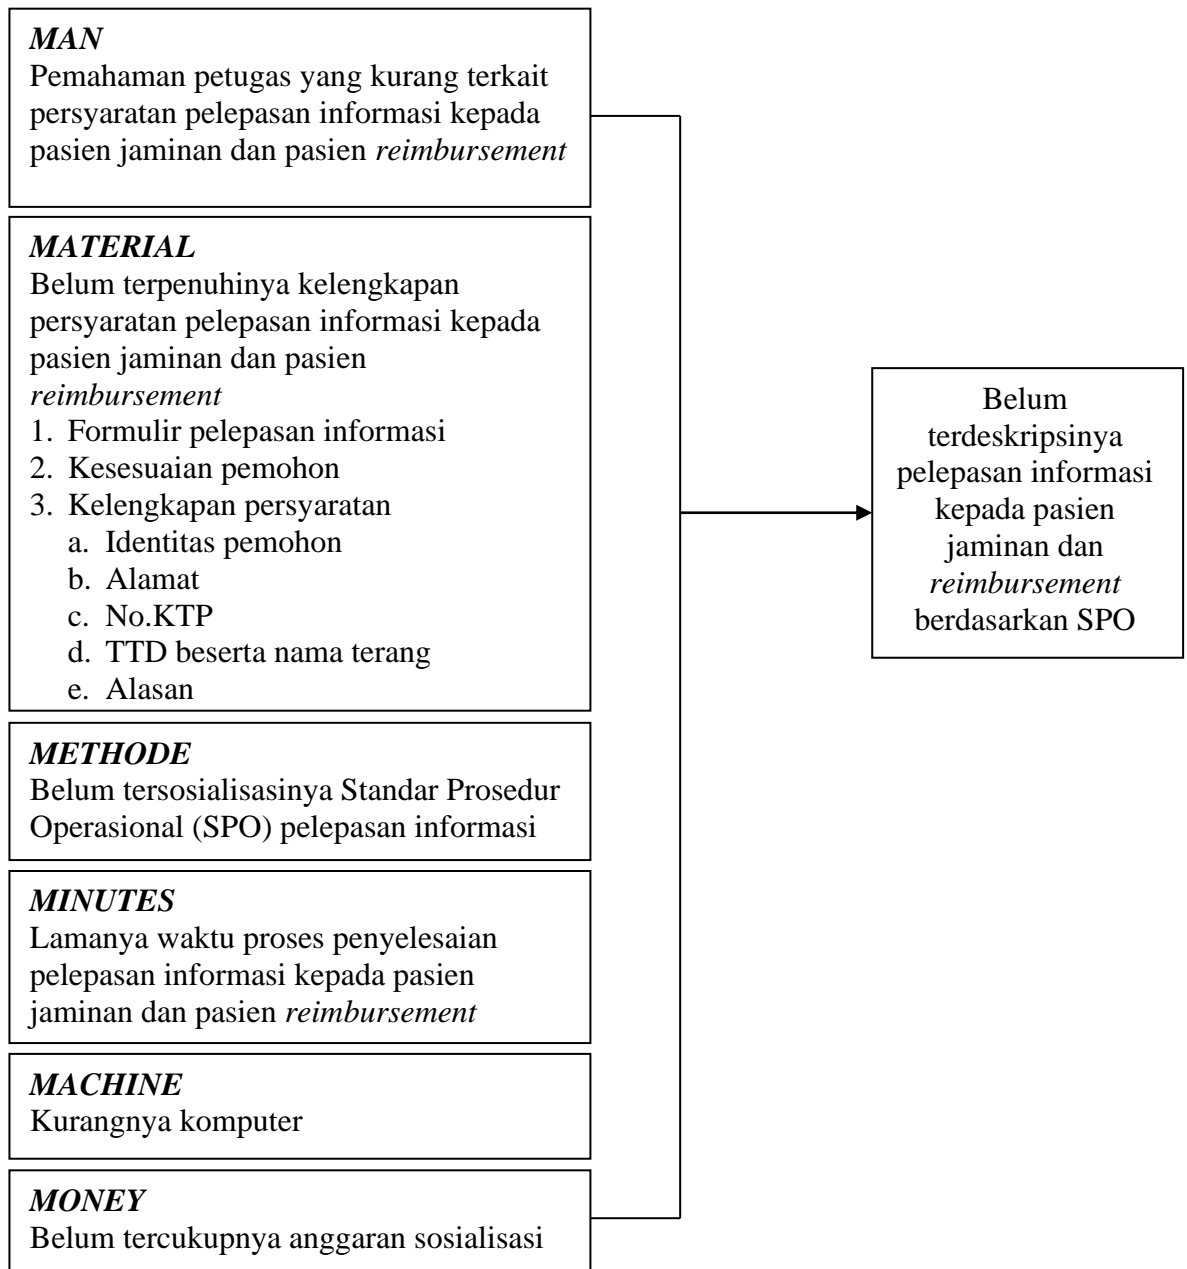 MAN
Pemahaman petugas yang kurang terkait
persyaratan pelepasan informasi kepada
pasien jaminan dan pasien reimbursement
MATERIAL
Belum terpenuhinya kelengkapan
persyaratan pelepasan informasi kepada
pasien jaminan dan pasien
reimbursement
1. Formulir pelepasan informasi
2. Kesesuaian pemohon
3. Kelengkapan persyaratan
a. Identitas pemohon
b. Alamat
c. No.KTP
d. TTD beserta nama terang
e. Alasan
METHODE
Belum tersosialisasinya Standar Prosedur
Operasional (SPO) pelepasan informasi
MINUTES
Lamanya waktu proses penyelesaian
pelepasan informasi kepada pasien
jaminan dan pasien reimbursement
MACHINE
Kurangnya komputer
MONEY
Belum tercukupnya anggaran sosialisasi
Belum
terdeskripsinya
pelepasan informasi
kepada pasien
jaminan dan
reimbursement
berdasarkan SPO